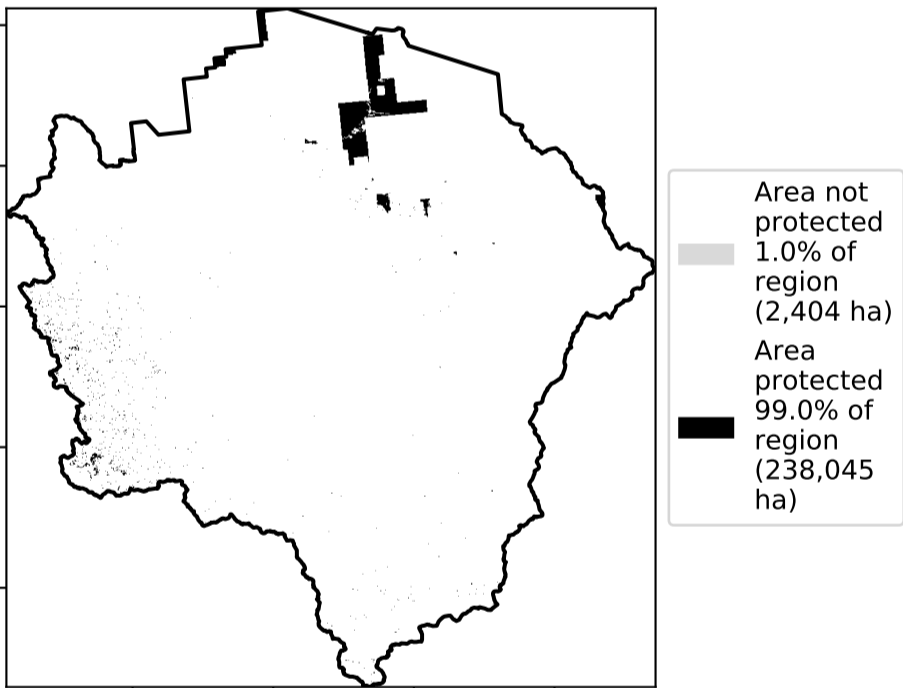 Area not
protected
1.0% of
region
(2,404 ha)
Area
protected
99.0% of
region
(238,045
ha)